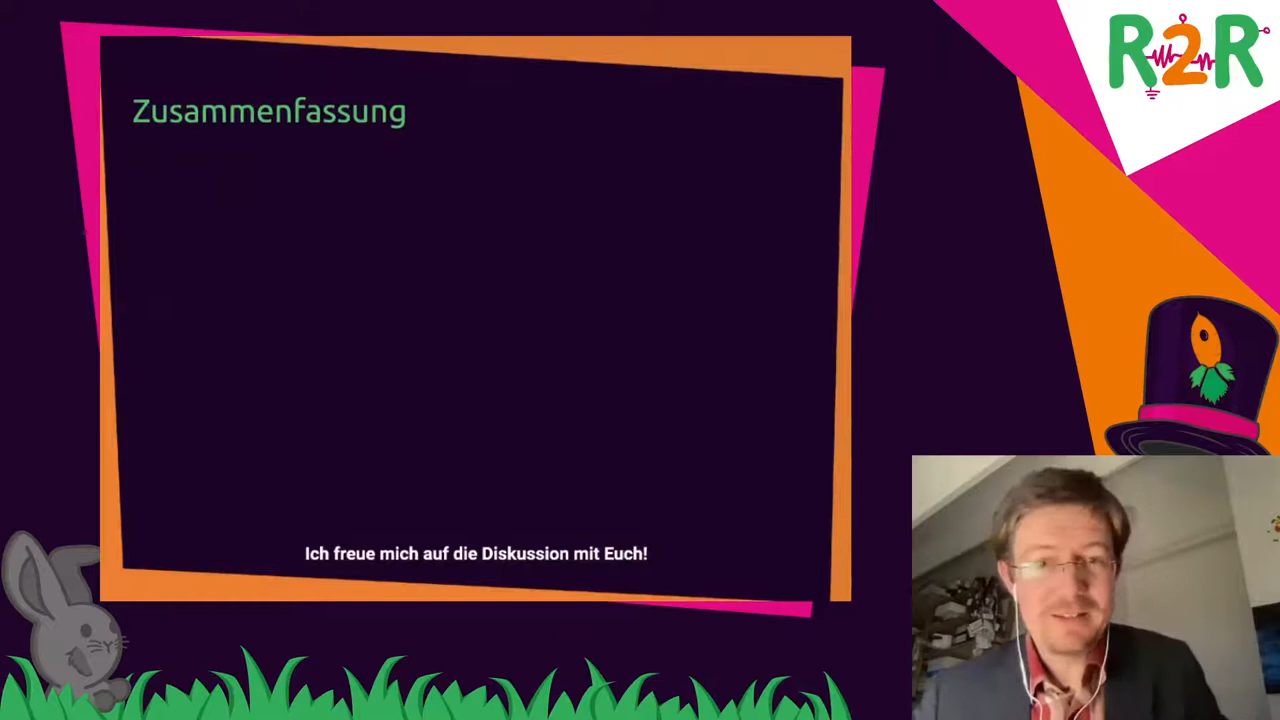 R2R
Zusammenfassung
Ich freue mich auf die Diskussion mit Euch!